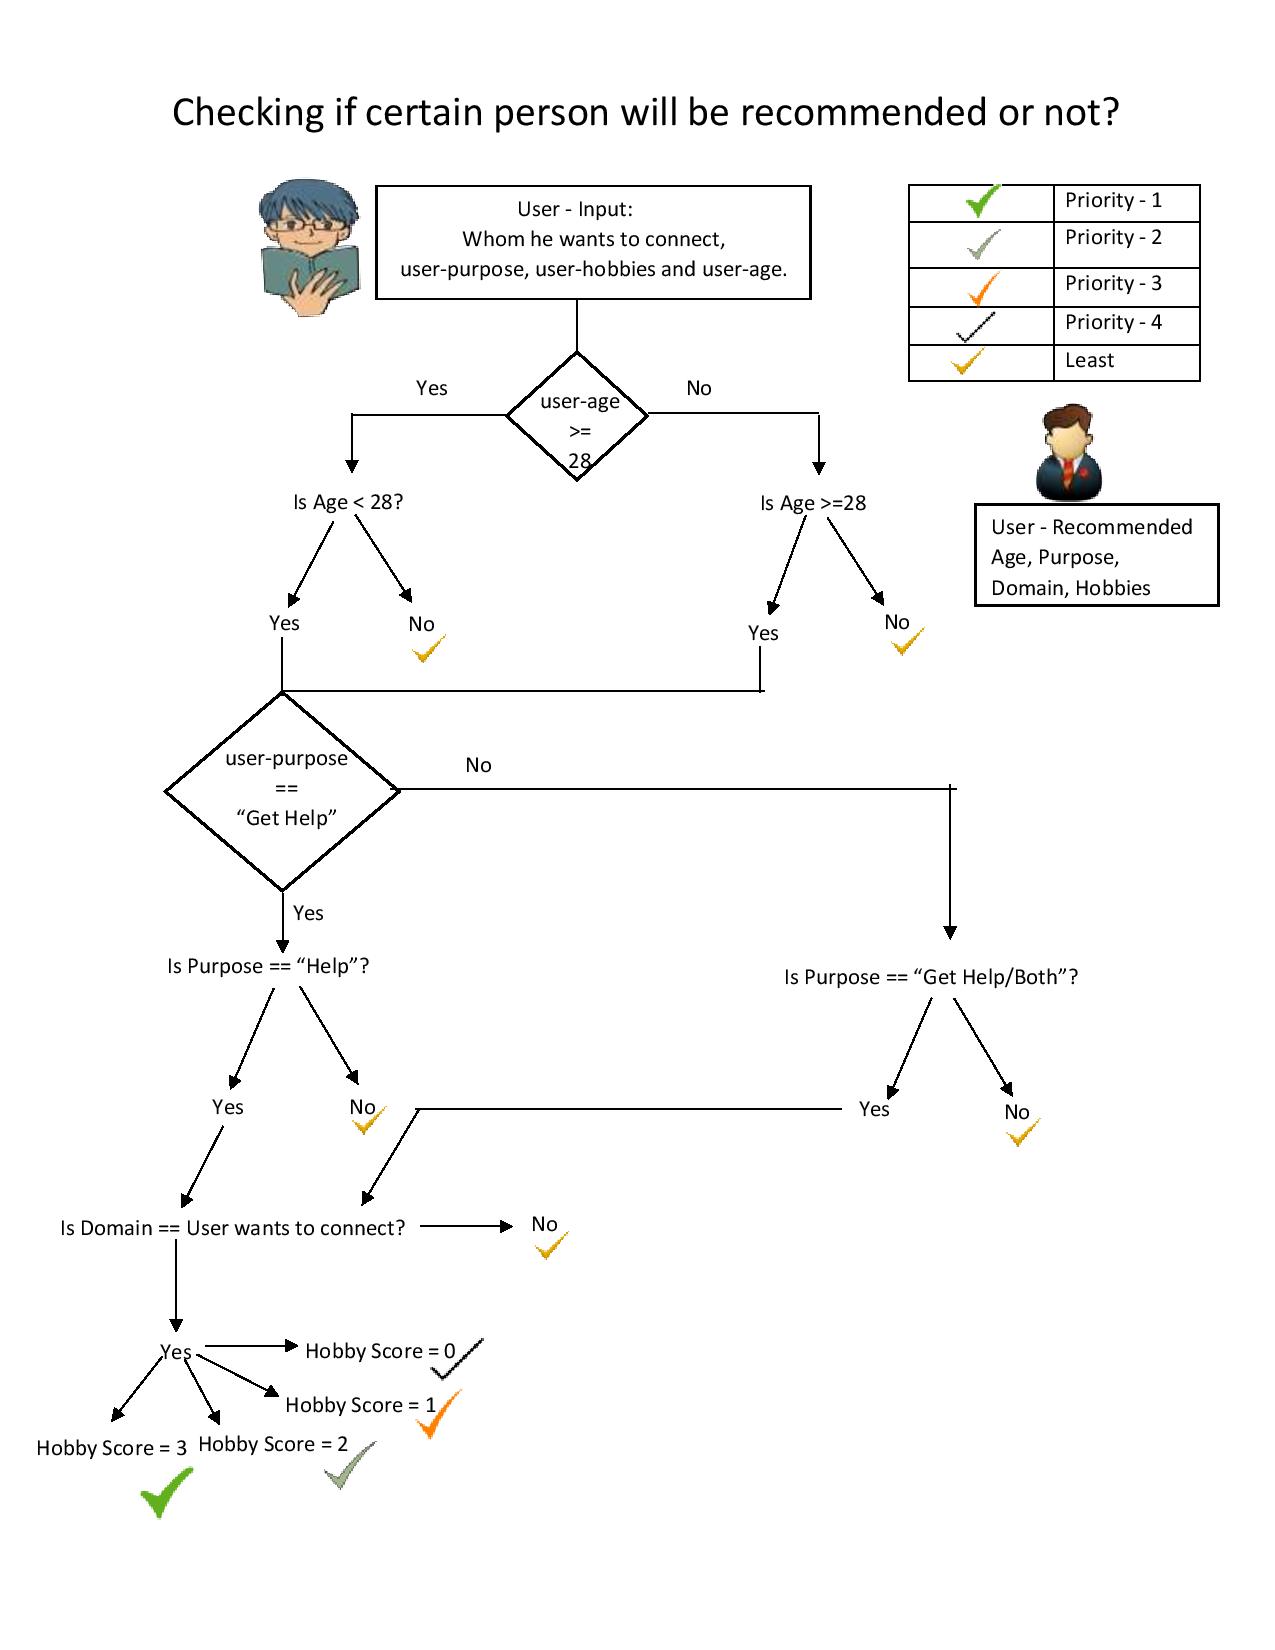 Checking if certain person will be recommended or not?
User - Input:
Whom he wants to connect,
user-purpose, user-hobbies and user-age.
Priority - 1
Priority - 2
Priority - 3
Priority - 4
Least
Yes
No
user-age
>=
28
Is Age < 28?
Is Age >=28
User - Recommended
Age, Purpose,
Domain, Hobbies
Yes
No
Yes
No
user-purpose
==
“Get Help”
No
Yes
Is Purpose == “Help”?
Is Purpose == “Get Help/Both”?
Yes
No
Yes
No
Is Domain == User wants to connect?
No
Yes
Hobby Score = 0
Hobby Score = 1
Hobby Score = 3
Hobby Score = 2